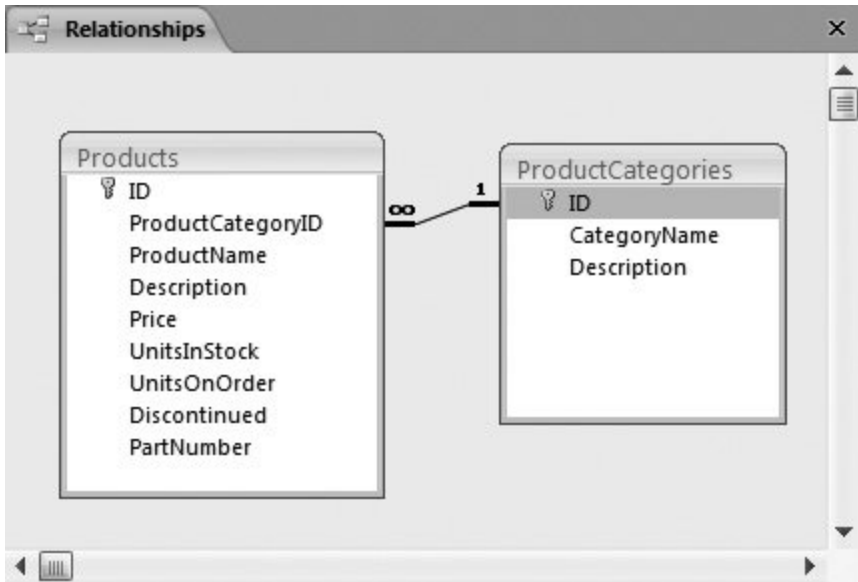 Relationships
Products
ID
ProductCategoryID
ProductName
Description
Price
UnitsInStock
UnitsOnOrder
Discontinued
PartNumber
∞
1
ProductCategories
ID
CategoryName
Description